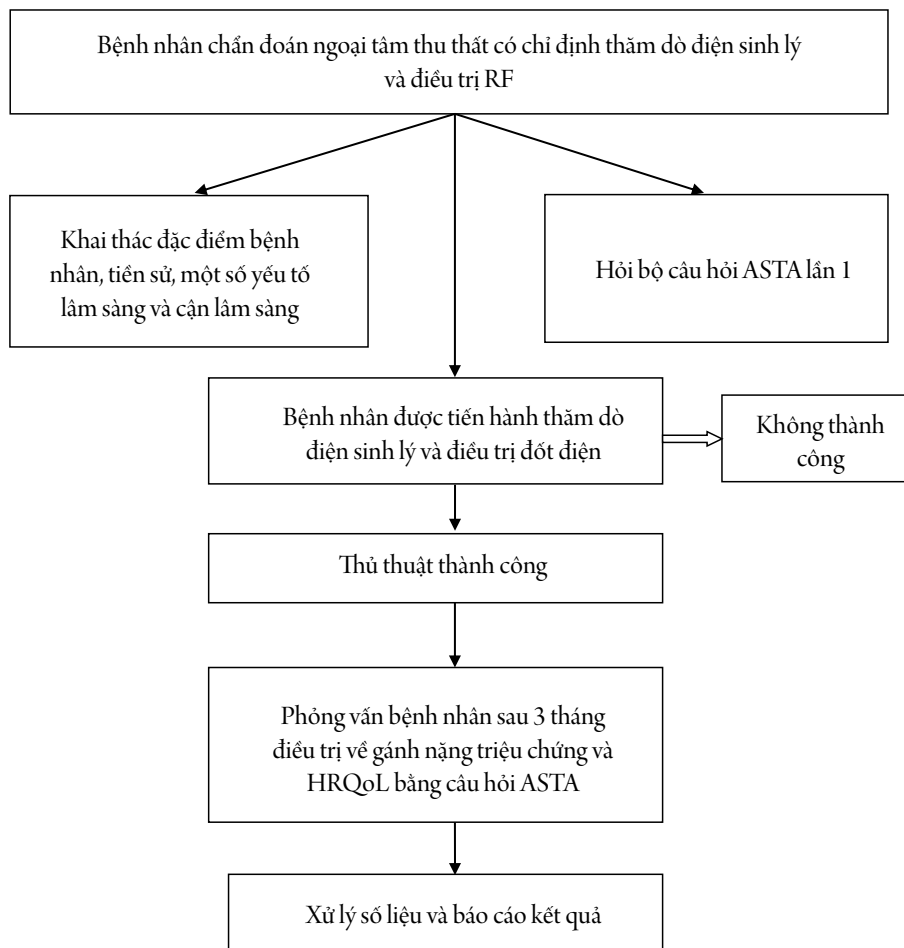 Bệnh nhân chẩn đoán ngoại tâm thu thất có chỉ định thăm dò điện sinh lý
và điều trị RF
Khai thác đặc điểm bệnh
nhân, tiền sử, một số yếu tố
lâm sàng và cận lâm sàng
Hỏi bộ câu hỏi ASTA lần 1
Bệnh nhân được tiến hành thăm dò
điện sinh lý và điều trị đốt điện
Không thành
công
Thủ thuật thành công
Phỏng vấn bệnh nhân sau 3 tháng
điều trị về gánh nặng triệu chứng và
HRQoL bằng câu hỏi ASTA
Xử lý số liệu và báo cáo kết quả